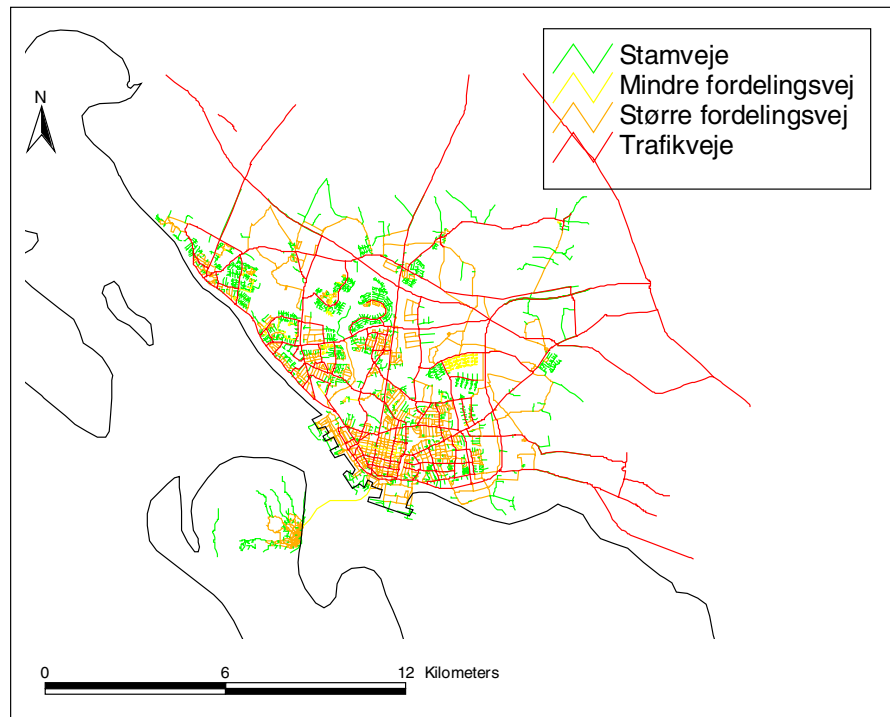 Stamveje
Mindre fordelingsvej
Større fordelingsvej
Trafikveje
N
0 6 12 Kilometers